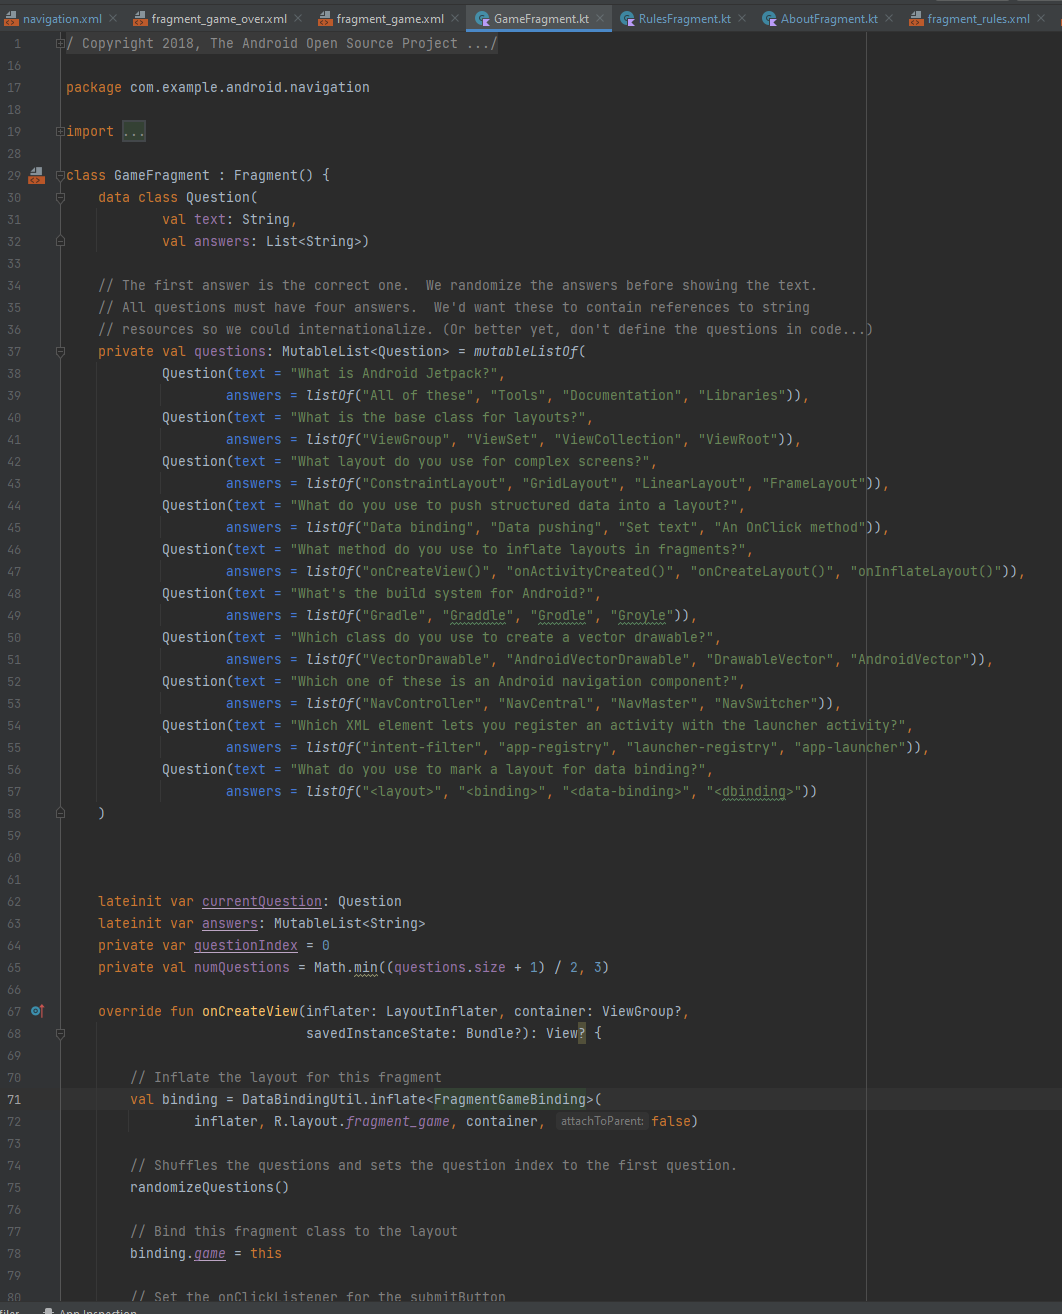 navigation.xml fragment_game_over.xml fragment_game.xml GameFragment.kt RulesFragment.kt AboutFragment.kt fragment_rules.xml
1 / Copyright 2018, The Android Open Source Project .../
16
17 package com.example.android.navigation
18
19 import ...
28
29 class GameFragment : Fragment() {
30 data class Question(
31 val text: String,
32 val answers: List<String>)
33
34 // The first answer is the correct one.  We randomize the answers before showing the text.
35 // All questions must have four answers.  We'd want these to contain references to string
36 // resources so we could internationalize. (Or better yet, don't define the questions in code...)
37 private val questions: MutableList<Question> = mutableListOf(
38 Question(text = "What is Android Jetpack?",
39 answers = listOf("All of these", "Tools", "Documentation", "Libraries")),
40 Question(text = "What is the base class for layouts?",
41 answers = listOf("ViewGroup", "ViewSet", "ViewCollection", "ViewRoot")),
42 Question(text = "What layout do you use for complex screens?",
43 answers = listOf("ConstraintLayout", "GridLayout", "LinearLayout", "FrameLayout")),
44 Question(text = "What do you use to push structured data into a layout?",
45 answers = listOf("Data binding", "Data pushing", "Set text", "An OnClick method")),
46 Question(text = "What method do you use to inflate layouts in fragments?",
47 answers = listOf("onCreateView()", "onActivityCreated()", "onCreateLayout()", "onInflateLayout()")),
48 Question(text = "What's the build system for Android?",
49 answers = listOf("Gradle", "Graddle", "Grodle", "Groyle")),
50 Question(text = "Which class do you use to create a vector drawable?",
51 answers = listOf("VectorDrawable", "AndroidVectorDrawable", "DrawableVector", "AndroidVector")),
52 Question(text = "Which one of these is an Android navigation component?",
53 answers = listOf("NavController", "NavCentral", "NavMaster", "NavSwitcher")),
54 Question(text = "Which XML element lets you register an activity with the launcher activity?",
55 answers = listOf("intent-filter", "app-registry", "launcher-registry", "app-launcher")),
56 Question(text = "What do you use to mark a layout for data binding?",
57 answers = listOf("<layout>", "<binding>", "<data-binding>", "<dbinding>"))
58 )
59
60
61
62 lateinit var currentQuestion: Question
63 lateinit var answers: MutableList<String>
64 private var questionIndex = 0
65 private val numQuestions = Math.min((questions.size + 1) / 2, 3)
66
67 override fun onCreateView(inflater: LayoutInflater, container: ViewGroup?,
68 savedInstanceState: Bundle?): View? {
69
70 // Inflate the layout for this fragment
71 val binding = DataBindingUtil.inflate<FragmentGameBinding>(
72 inflater, R.layout.fragment_game, container, attachToParent: false)
73
74 // Shuffles the questions and sets the question index to the first question.
75 randomizeQuestions()
76
77 // Bind this fragment class to the layout
78 binding.game = this
79
80 // Set the onClickListener for the submitButton
filer App Inspection